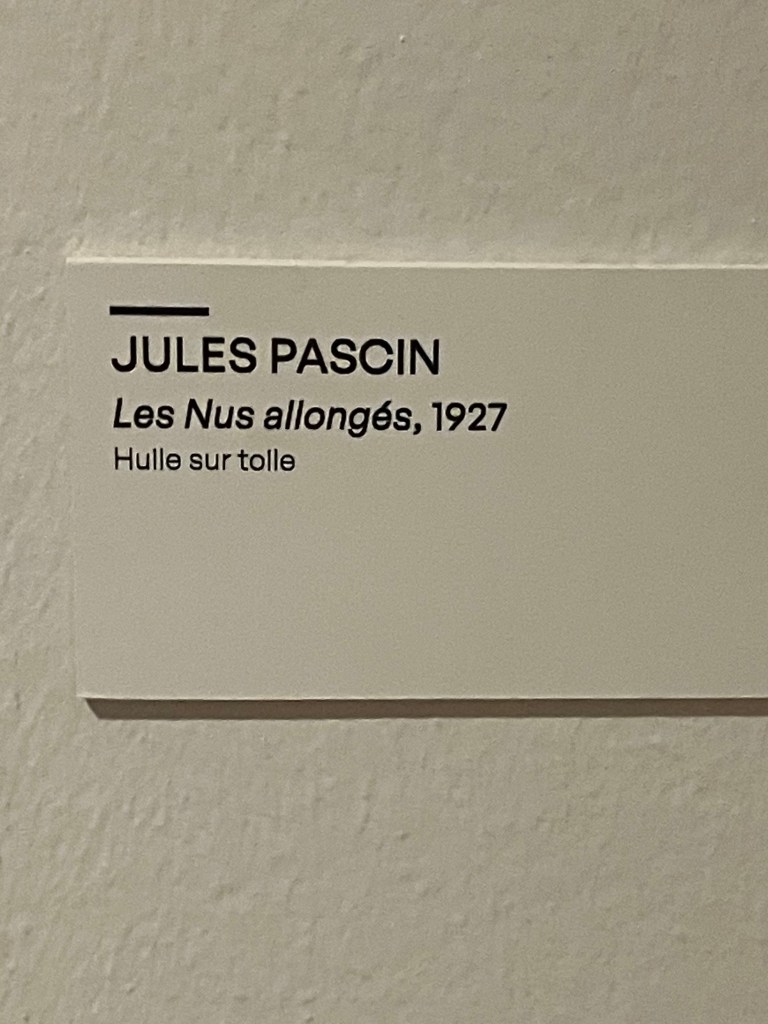 JULES PASCIN
Les Nus allongés, 1927
Huile sur toile